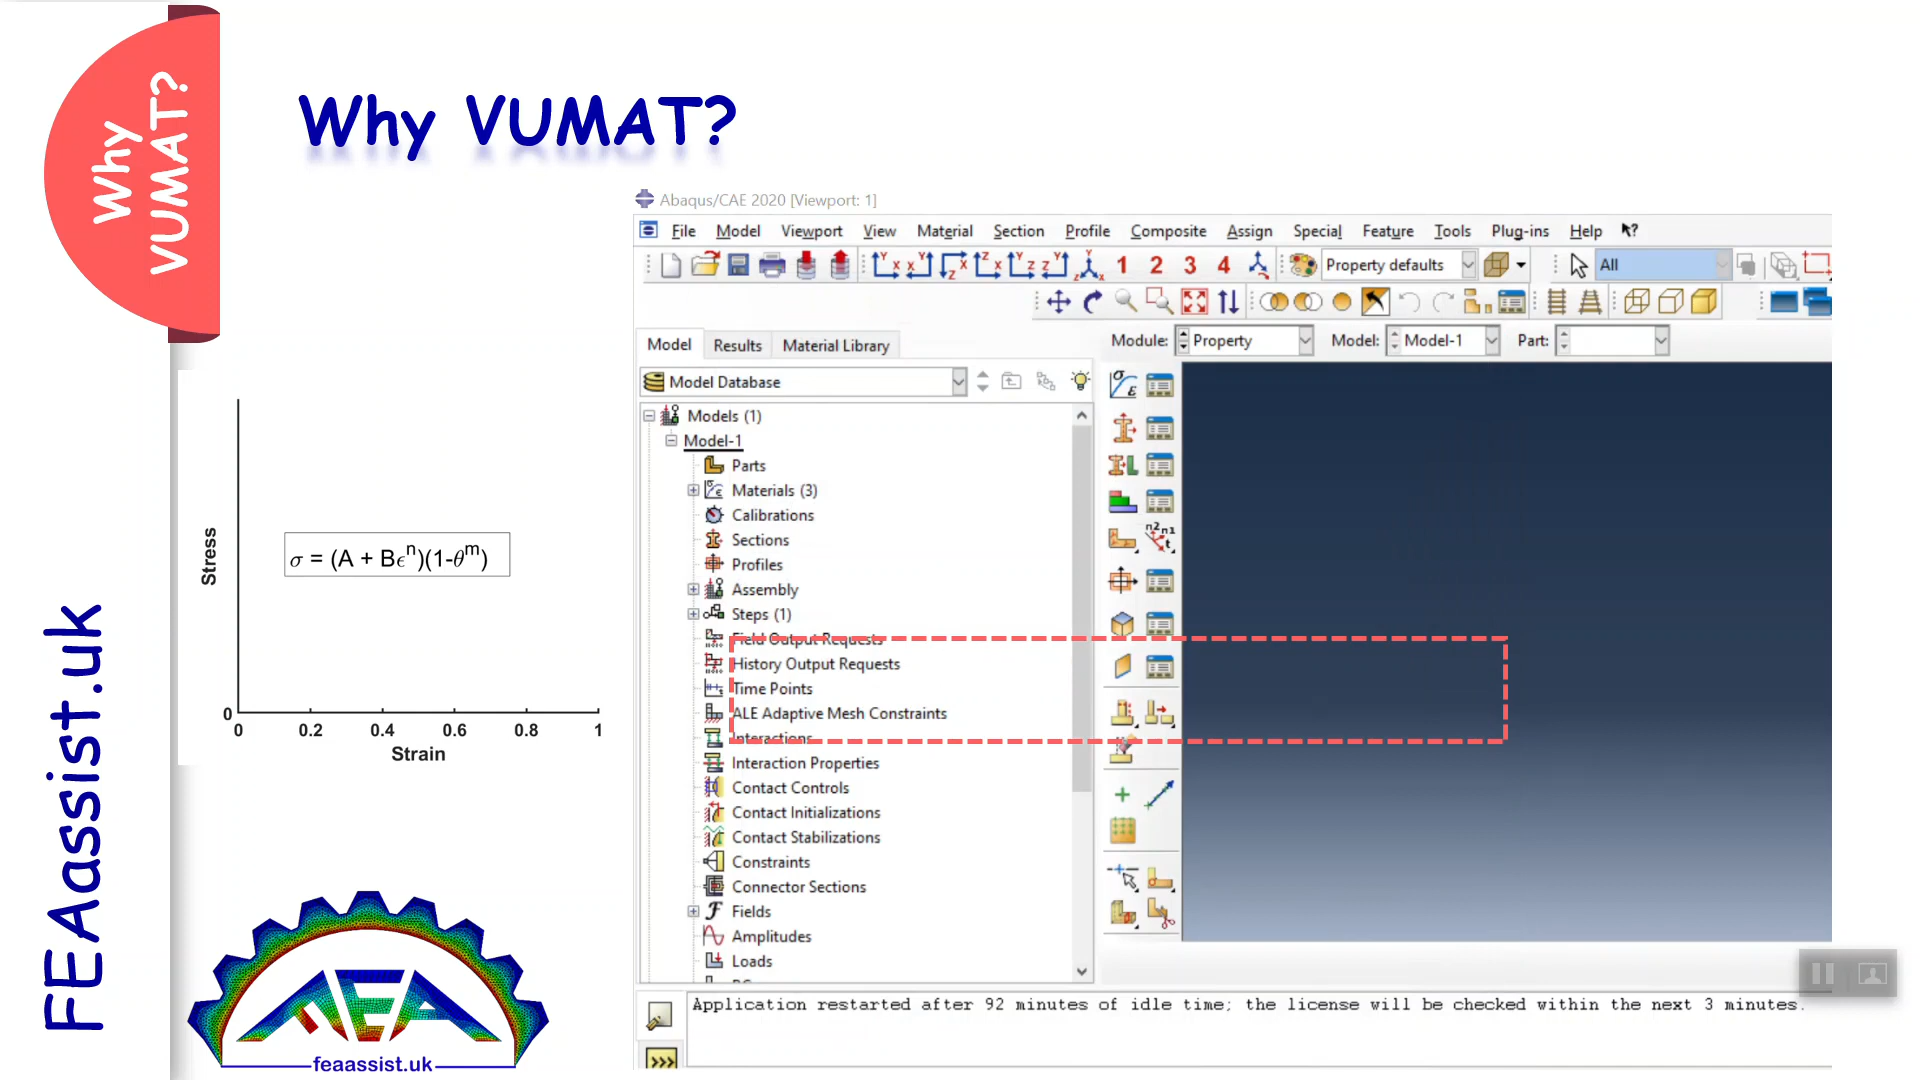 Why
VUMAT?
Why VUMAT?
FEAassist.uk
Stress
σ = (A + Bϵn)(1-θm)
0
0 0.2 0.4 0.6 0.8 1
Strain
feaassist.uk
Abaqus/CAE 2020 [Viewport: 1]
File Model Viewport View Material Section Profile Composite Assign Special Feature Tools Plug-ins Help
1 2 3 4 Property defaults All
Model Results Material Library
Module: Property Model: Model-1 Part:
Model Database
Models (1)
Model-1
Parts
Materials (3)
Calibrations
Sections
Profiles
Assembly
Steps (1)
Field Output Requests
History Output Requests
Time Points
ALE Adaptive Mesh Constraints
Interactions
Interaction Properties
Contact Controls
Contact Initializations
Contact Stabilizations
Constraints
Connector Sections
Fields
Amplitudes
Loads
Application restarted after 92 minutes of idle time; the license will be checked within the next 3 minutes.
>>>